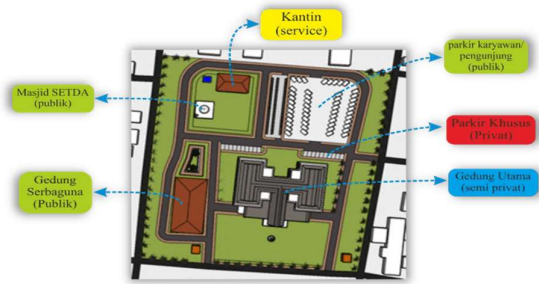 Kantin
(service)
parkir karyawan/
pengunjung
(publik)
Masjid SETDA
(publik)
Parkir Khusus
(Privat)
Gedung
Serbaguna
(Publik)
Gedung Utama
(semi privat)